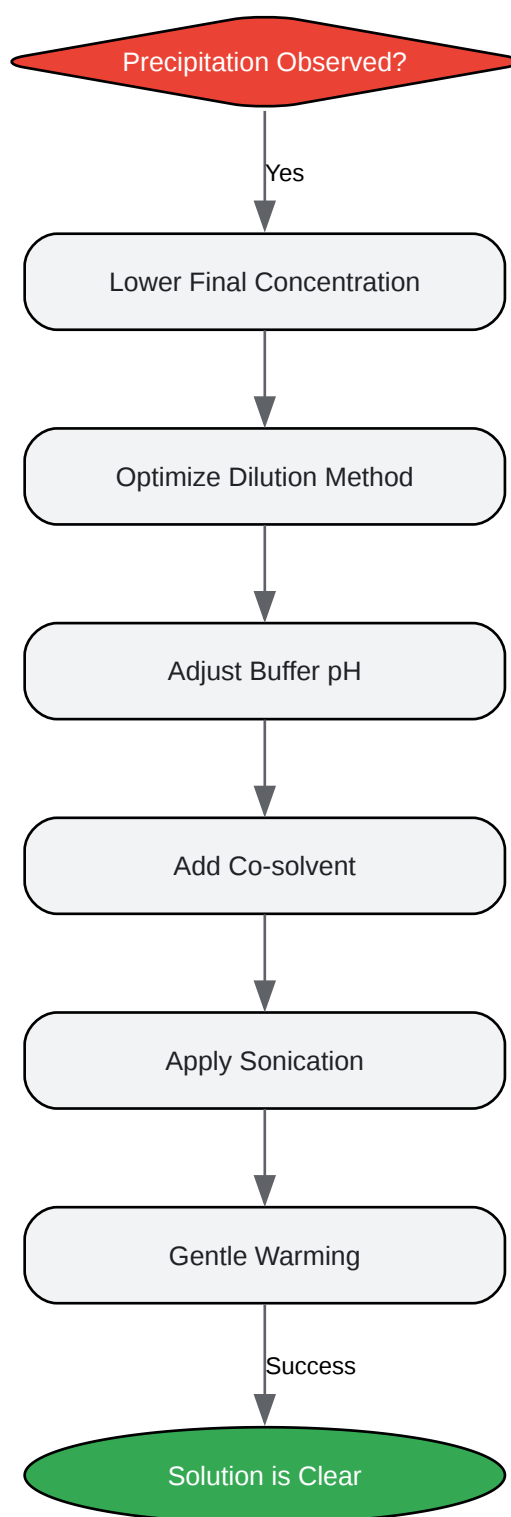 Precipitation Observed?
Yes
Lower Final Concentration
Optimize Dilution Method
Adjust Buffer pH
Add Co-solvent
Apply Sonication
Gentle Warming
Success
Solution is Clear